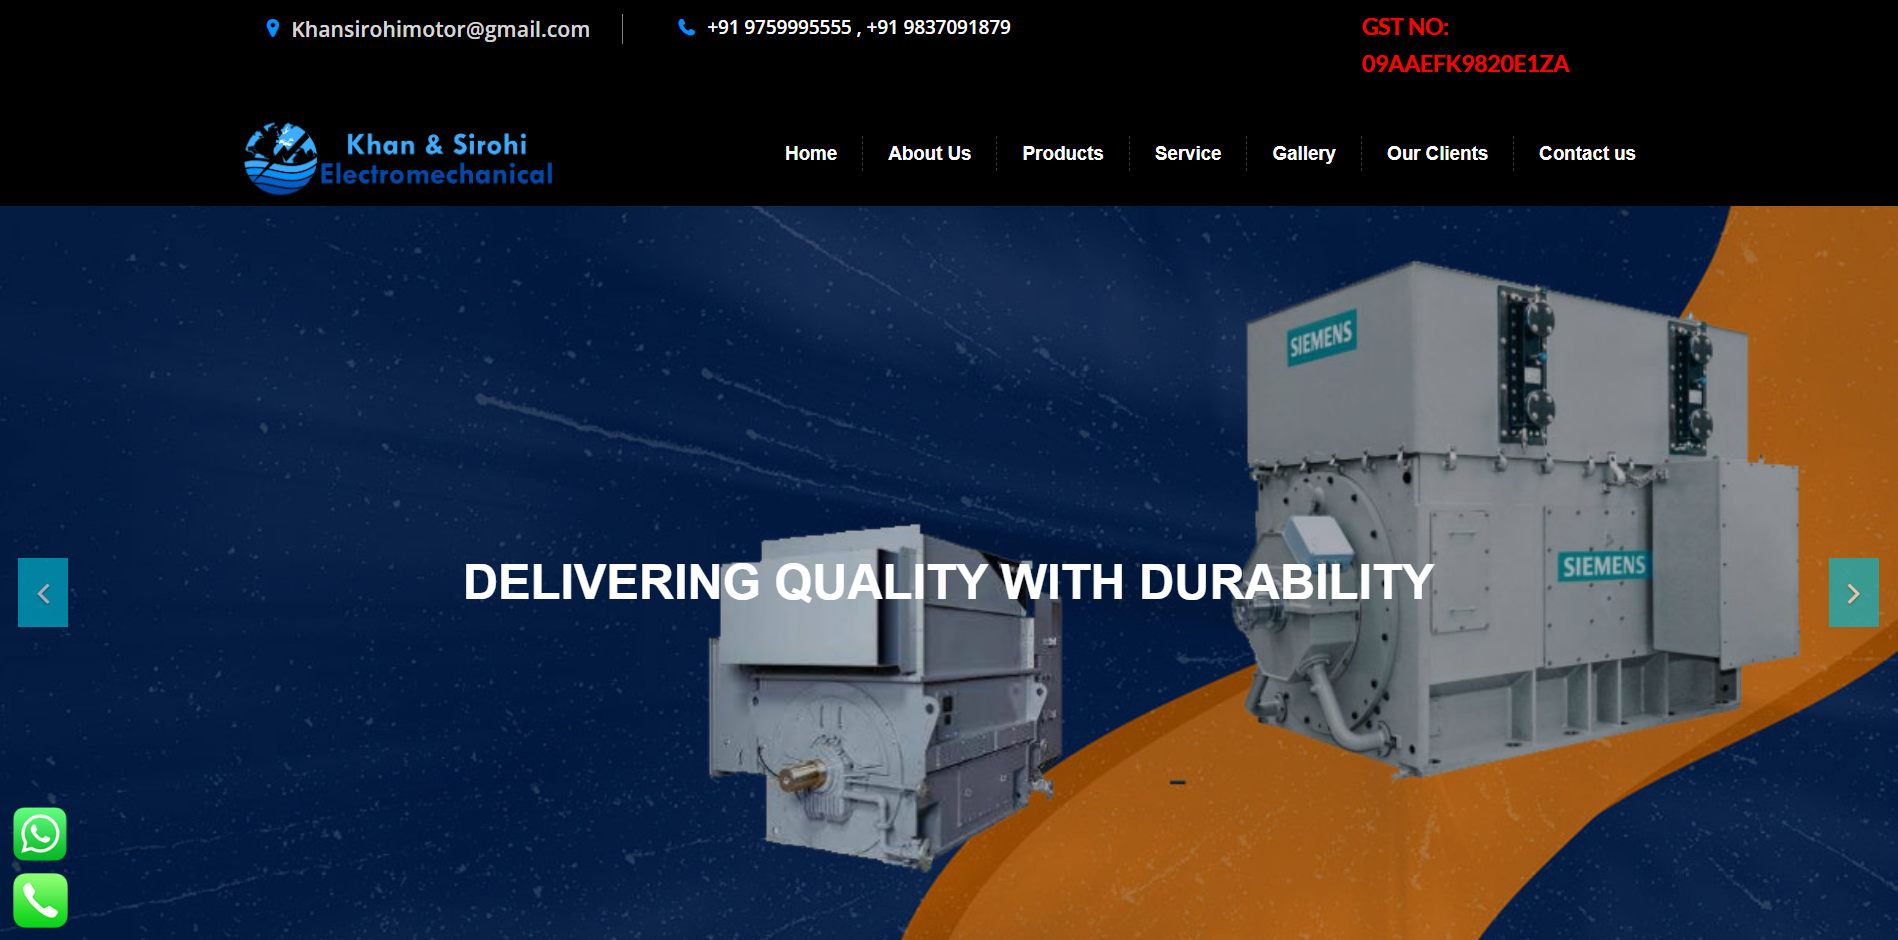 Khansirohimotor@gmail.com
+91 9759995555 , +91 9837091879
GST NO:
09AAEFK9820E1ZA
Khan & Sirohi
Electromechanical
Home
About Us
Products
Service
Gallery
Our Clients
Contact us
SIEMENS
SIEMENS
DELIVERING QUALITY WITH DURABILITY